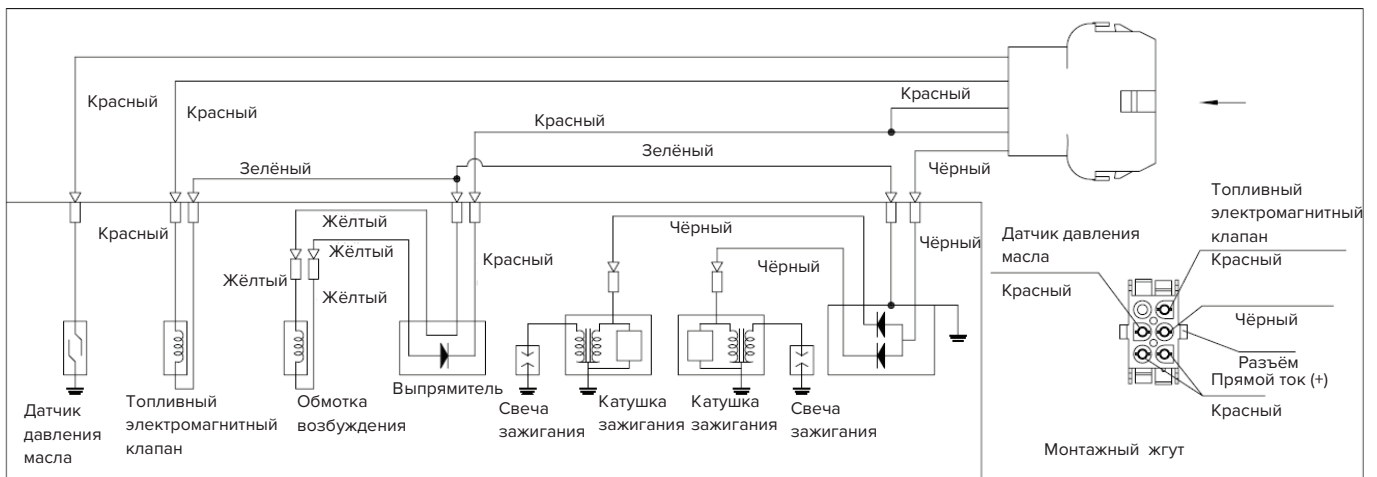 Красный
Красный
Красный
Красный
Зелёный
Зелёный
Чёрный
Красный
Жёлтый
Жёлтый
Жёлтый
Жёлтый
Красный
Чёрный
Чёрный
Чёрный
Датчик
давления
масла
Топливный
электромагнитный
клапан
Обмотка
возбуждения
Выпрямитель
Свеча
зажигания
Катушка
зажигания
Катушка
зажигания
Свеча
зажигания
Топливный
электромагнитный
клапан
Красный
Датчик давления
масла
Красный
Чёрный
Разъём
Прямой ток (+)
Красный
Монтажный жгут